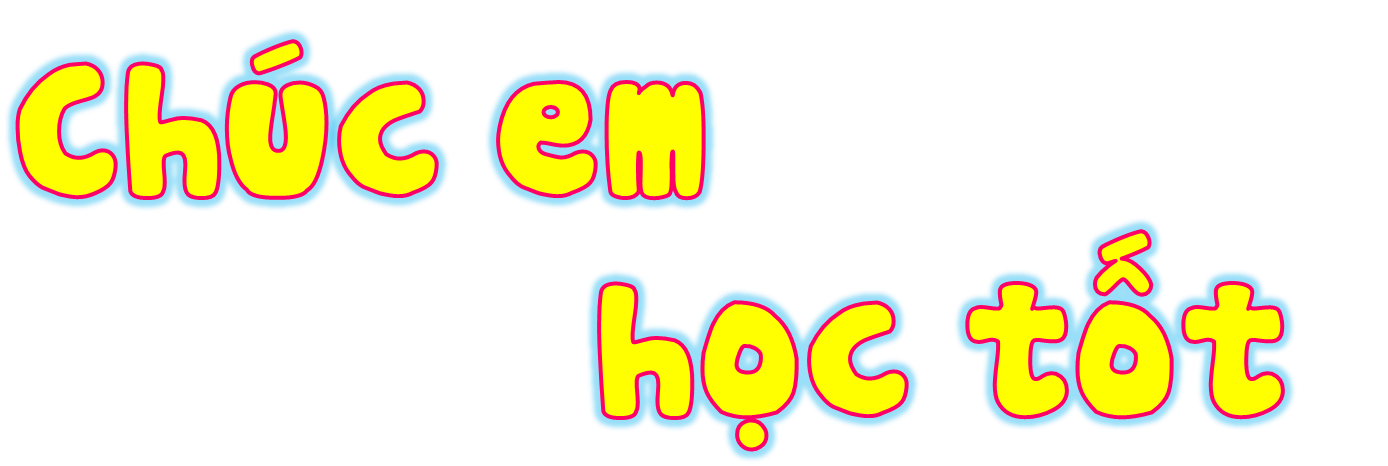 Chúc em
học tốt